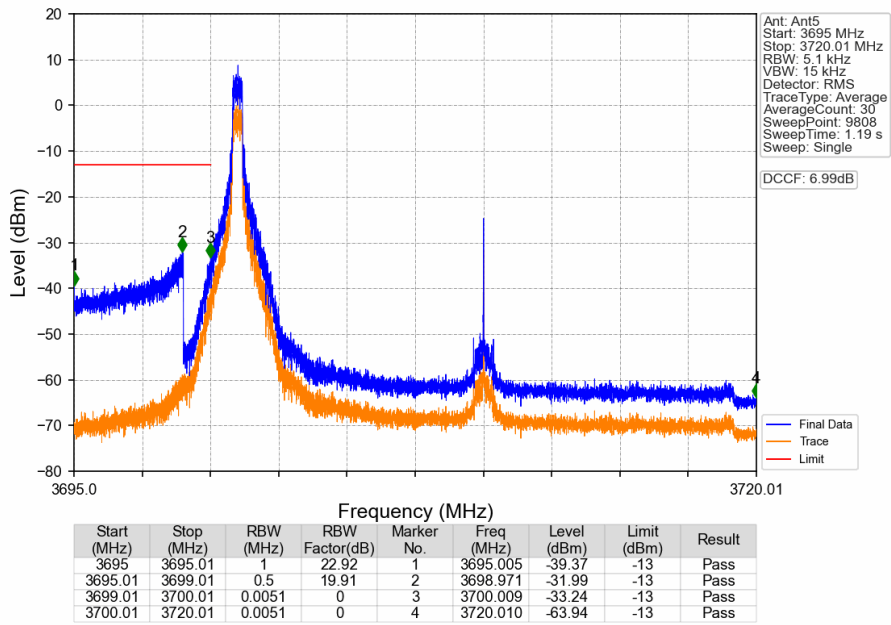 20
10
0
−10
−20
−30
−40
−50
−60
−70
−80
Level (dBm)
1
2
3
4
3695.0
3720.01
Frequency (MHz)
Ant: Ant5
Start: 3695 MHz
Stop: 3720.01 MHz
RBW: 5.1 kHz
VBW: 15 kHz
Detector: RMS
TraceType: Average
AverageCount: 30
SweepPoint: 9808
SweepTime: 1.19 s
Sweep: Single
DCCF: 6.99dB
Final Data
Trace
Limit
Start (MHz) Stop (MHz) RBW (MHz) RBW Factor(dB) Marker No. Freq (MHz) Level (dBm) Limit (dBm) Result
3695 3695.01 1 22.92 1 3695.005 -39.37 -13 Pass
3695.01 3699.01 0.5 19.91 2 3698.971 -31.99 -13 Pass
3699.01 3700.01 0.0051 0 3 3700.009 -33.24 -13 Pass
3700.01 3720.01 0.0051 0 4 3720.010 -63.94 -13 Pass